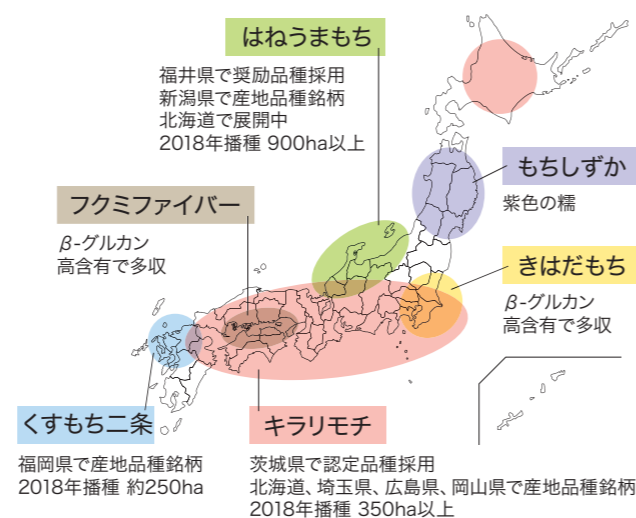 はねうまもち
福井県で奨励品種採用
新潟県で産地品種銘柄
北海道で展開中
2018年播種 900ha以上
もちしずか
紫色の糯
フクミファイバー
β-グルカン
高含有で多収
きはだもち
β-グルカン
高含有で多収
くすもち二条
福岡県で産地品種銘柄
2018年播種 約250ha
キラリモチ
茨城県で認定品種採用
北海道、埼玉県、広島県、岡山県で産地品種銘柄
2018年播種 350ha以上